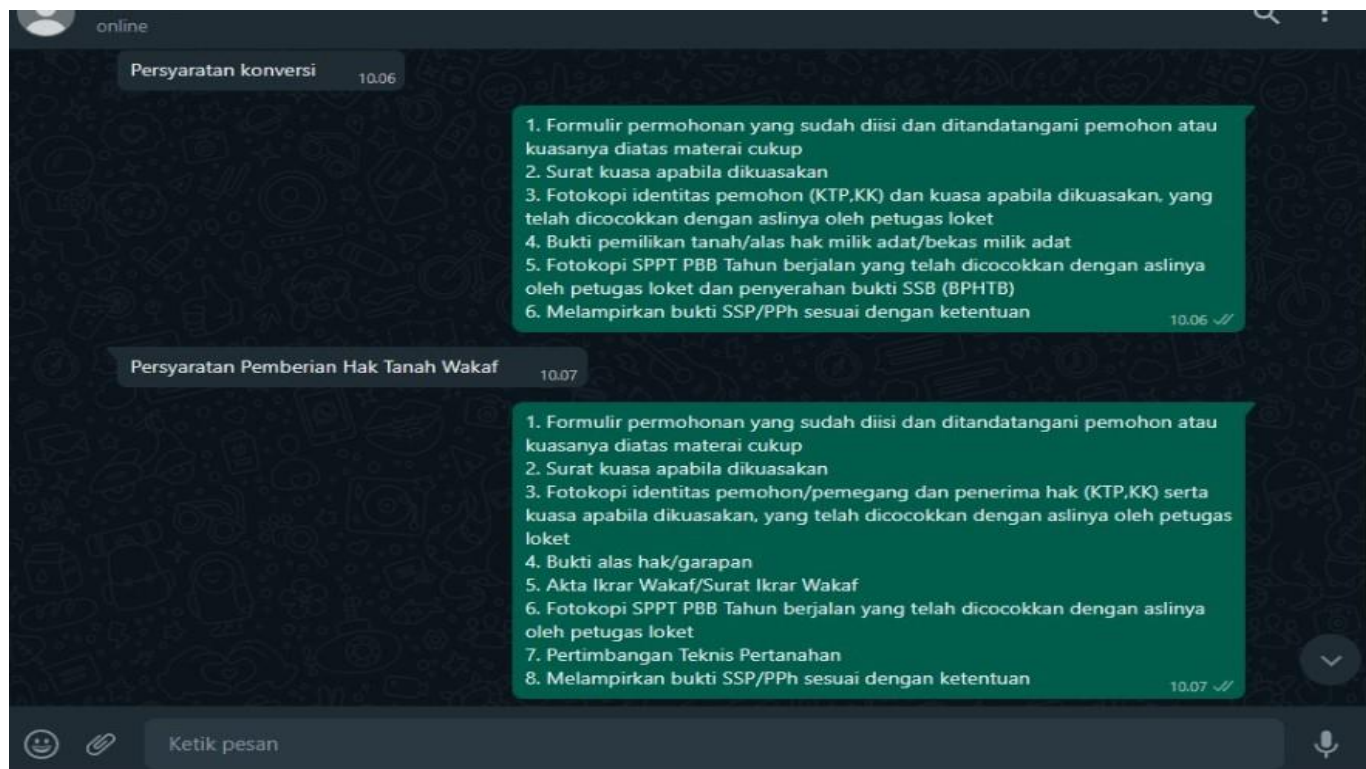 online
Persyaratan konversi 10.06
1. Formulir permohonan yang sudah diisi dan ditandatangani pemohon atau
kuasanya diatas materai cukup
2. Surat kuasa apabila dikuasakan
3. Fotokopi identitas pemohon (KTP,KK) dan kuasa apabila dikuasakan, yang
telah dicocokkan dengan aslinya oleh petugas loket
4. Bukti pemilikan tanah/alas hak milik adat/bekas milik adat
5. Fotokopi SPPT PBB Tahun berjalan yang telah dicocokkan dengan aslinya
oleh petugas loket dan penyerahan bukti SSB (BPHTB)
6. Melampirkan bukti SSP/PPh sesuai dengan ketentuan 10.06
Persyaratan Pemberian Hak Tanah Wakaf 10.07
1. Formulir permohonan yang sudah diisi dan ditandatangani pemohon atau
kuasanya diatas materai cukup
2. Surat kuasa apabila dikuasakan
3. Fotokopi identitas pemohon/pemegang dan penerima hak (KTP,KK) serta
kuasa apabila dikuasakan, yang telah dicocokkan dengan aslinya oleh petugas
loket
4. Bukti alas hak/garapan
5. Akta Ikrar Wakaf/Surat Ikrar Wakaf
6. Fotokopi SPPT PBB Tahun berjalan yang telah dicocokkan dengan aslinya
oleh petugas loket
7. Pertimbangan Teknis Pertanahan
8. Melampirkan bukti SSP/PPh sesuai dengan ketentuan 10.07
Ketik pesan